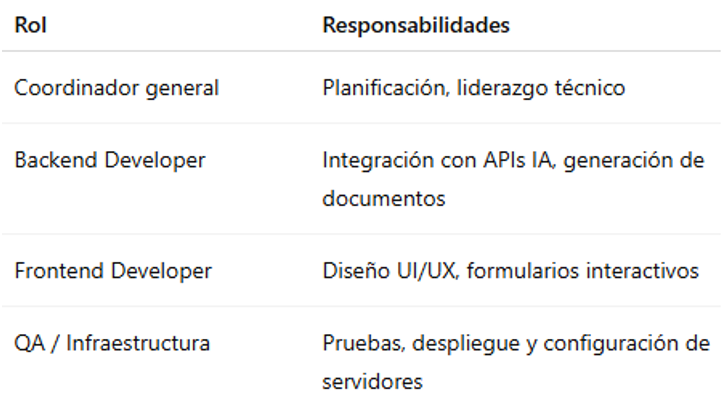 Rol Responsabilidades
Coordinador general Planificación, liderazgo técnico
Backend Developer Integración con APIs IA, generación de
documentos
Frontend Developer Diseño UI/UX, formularios interactivos
QA / Infraestructura Pruebas, despliegue y configuración de
servidores